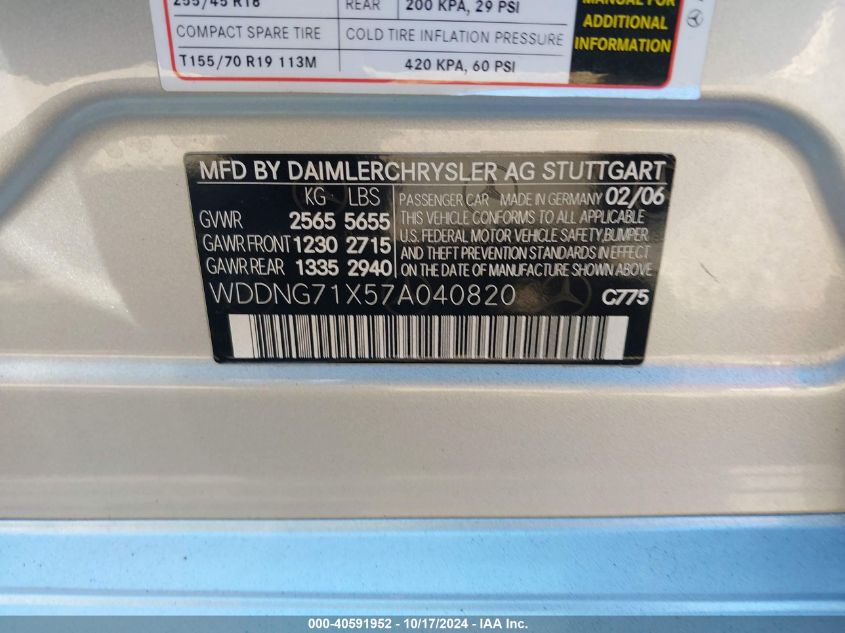 255/45 R18 REAR 200 KPA, 29 PSI
MANUAL FOR
ADDITIONAL
INFORMATION
COMPACT SPARE TIRE COLD TIRE INFLATION PRESSURE
T155/70 R19 113M 420 KPA, 60 PSI
MFD BY DAIMLERCHRYSLER AG STUTTGART
KG LBS PASSENGER CAR MADE IN GERMANY 02/06
GVWR 2565 5655 THIS VEHICLE CONFORMS TO ALL APPLICABLE
U.S. FEDERAL MOTOR VEHICLE SAFETY,BUMPER
GAWR FRONT 1230 2715 AND THEFT PREVENTION STANDARDS IN EFFECT
GAWR REAR 1335 2940 ON THE DATE OF MANUFACTURE SHOWN ABOVE
WDDNG71X57A040820 C775
000-40591952 | 10/17/2024 - IAA Inc.